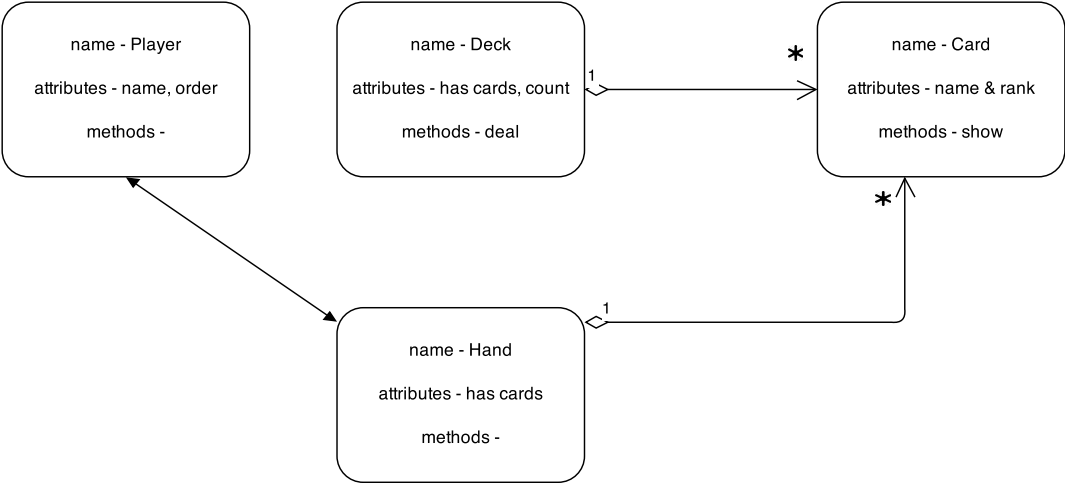 name - Player
attributes - name, order
methods -
name - Deck
attributes - has cards, count
methods - deal
1
*
name - Card
attributes - name & rank
methods - show
*
1
name - Hand
attributes - has cards
methods -